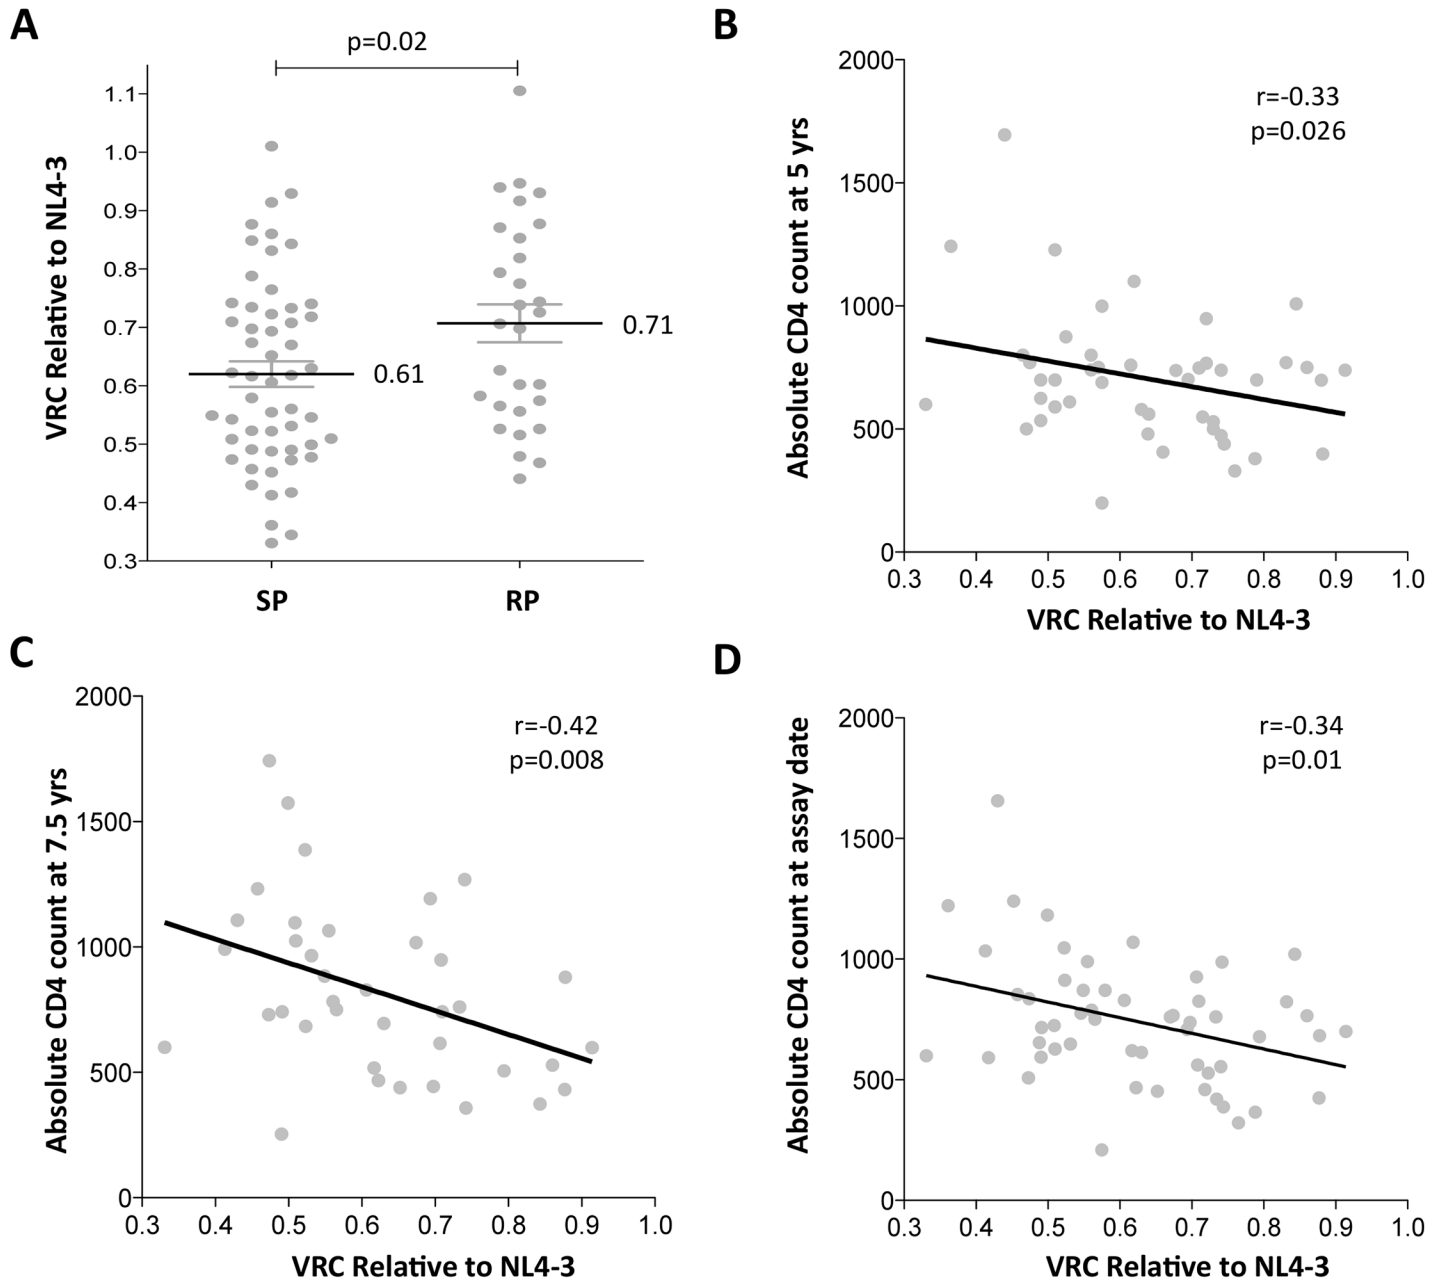 A
p=0.02
VRC Relative to NL4-3
1.1
1.0
0.9
0.8
0.7
0.6
0.5
0.4
0.3
0.61
0.71
SP
RP
B
r=-0.33
p=0.026
Absolute CD4 count at 5 yrs
2000
1500
1000
500
0
0.3 0.4 0.5 0.6 0.7 0.8 0.9 1.0
VRC Relative to NL4-3
C
r=-0.42
p=0.008
Absolute CD4 count at 7.5 yrs
2000
1500
1000
500
0
0.3 0.4 0.5 0.6 0.7 0.8 0.9 1.0
VRC Relative to NL4-3
D
r=-0.34
p=0.01
Absolute CD4 count at assay date
2000
1500
1000
500
0
0.3 0.4 0.5 0.6 0.7 0.8 0.9 1.0
VRC Relative to NL4-3